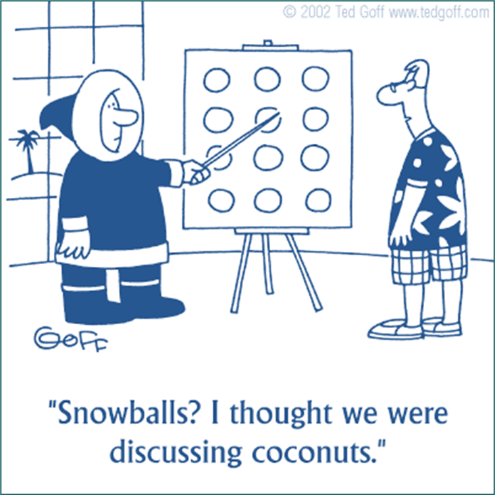 © 2002 Ted Goff www.tedgoff.com
©GOFF
"Snowballs? I thought we were
discussing coconuts."